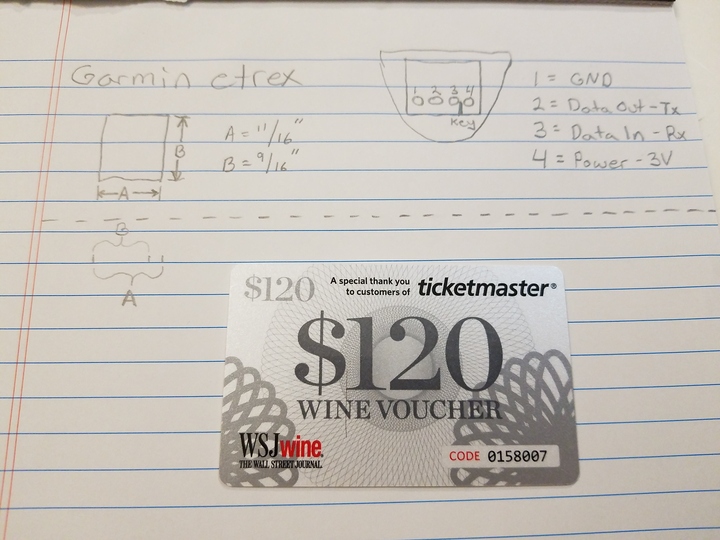 Garmin etrex
A = 11/16"
B = 9/16"
B
A
1 2 3 4
Key
1 = GND
2 = Data Out - Tx
3 = Data In - Rx
4 = Power - 3V
B
A
$120
A special thank you
to customers of
ticketmaster®
$120
WINE VOUCHER
WSJwine.
THE WALL STREET JOURNAL
CODE 0158007